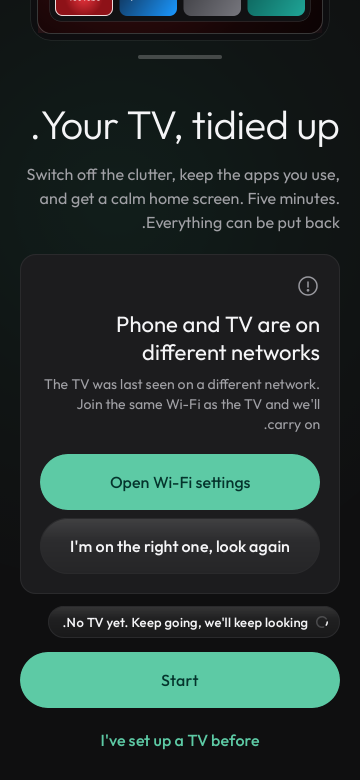 .Your TV, tidied up
Switch off the clutter, keep the apps you use,
and get a calm home screen. Five minutes.
.Everything can be put back
Phone and TV are on
different networks
The TV was last seen on a different network.
Join the same Wi-Fi as the TV and we'll
.carry on
Open Wi-Fi settings
I'm on the right one, look again
.No TV yet. Keep going, we'll keep looking
Start
I've set up a TV before